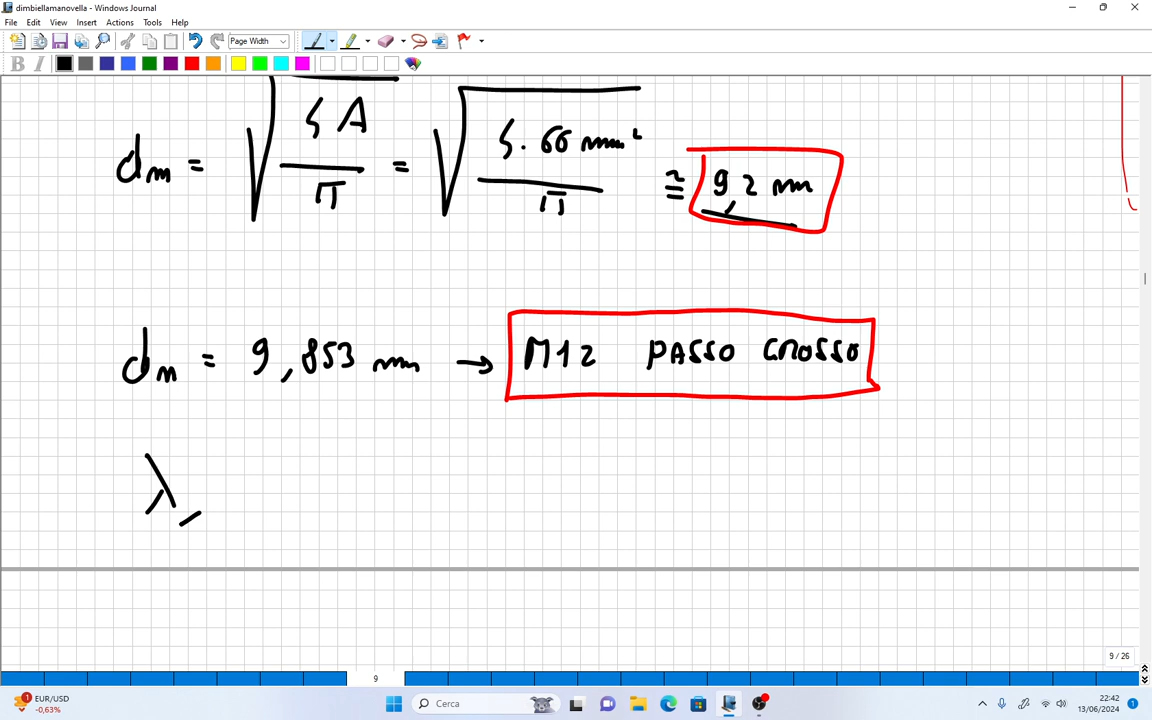 dimbiellamanovella - Windows Journal
File Edit View Insert Actions Tools Help
Page Width
B I
dm = √(4A/π) = √(4·66 mm²/π) ≅ 9,2 mm
dm = 9,853 mm → M12 PASSO GROSSO
λ
9 / 26
9
EUR/USD
-0,63%
Cerca
22:42
13/06/2024